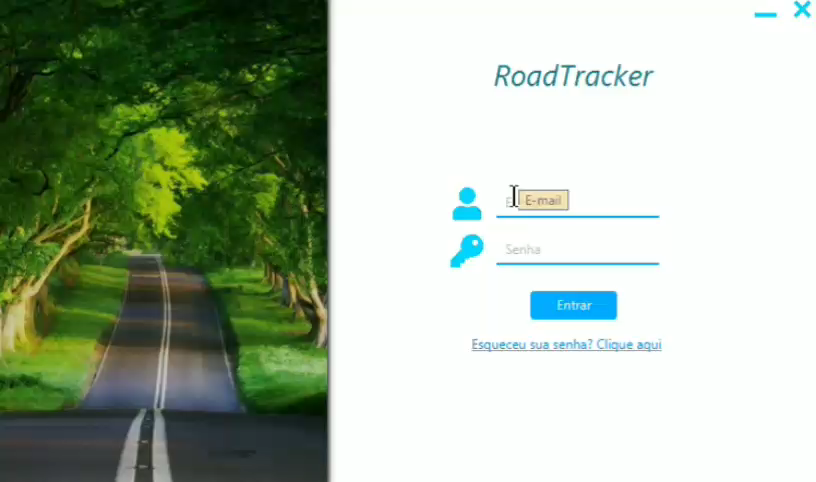 RoadTracker
E-mail
Senha
Entrar
Esqueceu sua senha? Clique aqui